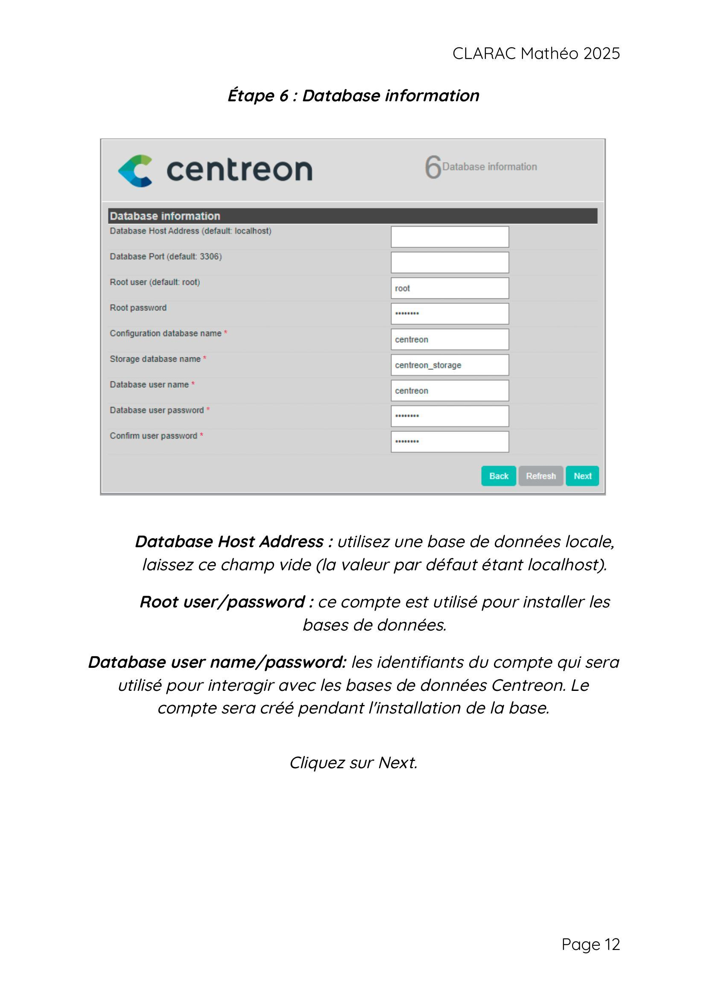 CLARAC Mathéo 2025
Étape 6 : Database information
centreon
6 Database information
Database information
Database Host Address (default: localhost)
Database Port (default: 3306)
Root user (default: root)
root
Root password
••••••••
Configuration database name *
centreon
Storage database name *
centreon_storage
Database user name *
centreon
Database user password *
••••••••
Confirm user password *
••••••••
Back Refresh Next
Database Host Address : utilisez une base de données locale,
laissez ce champ vide (la valeur par défaut étant localhost).
Root user/password : ce compte est utilisé pour installer les
bases de données.
Database user name/password: les identifiants du compte qui sera
utilisé pour interagir avec les bases de données Centreon. Le
compte sera créé pendant l'installation de la base.
Cliquez sur Next.
Page 12